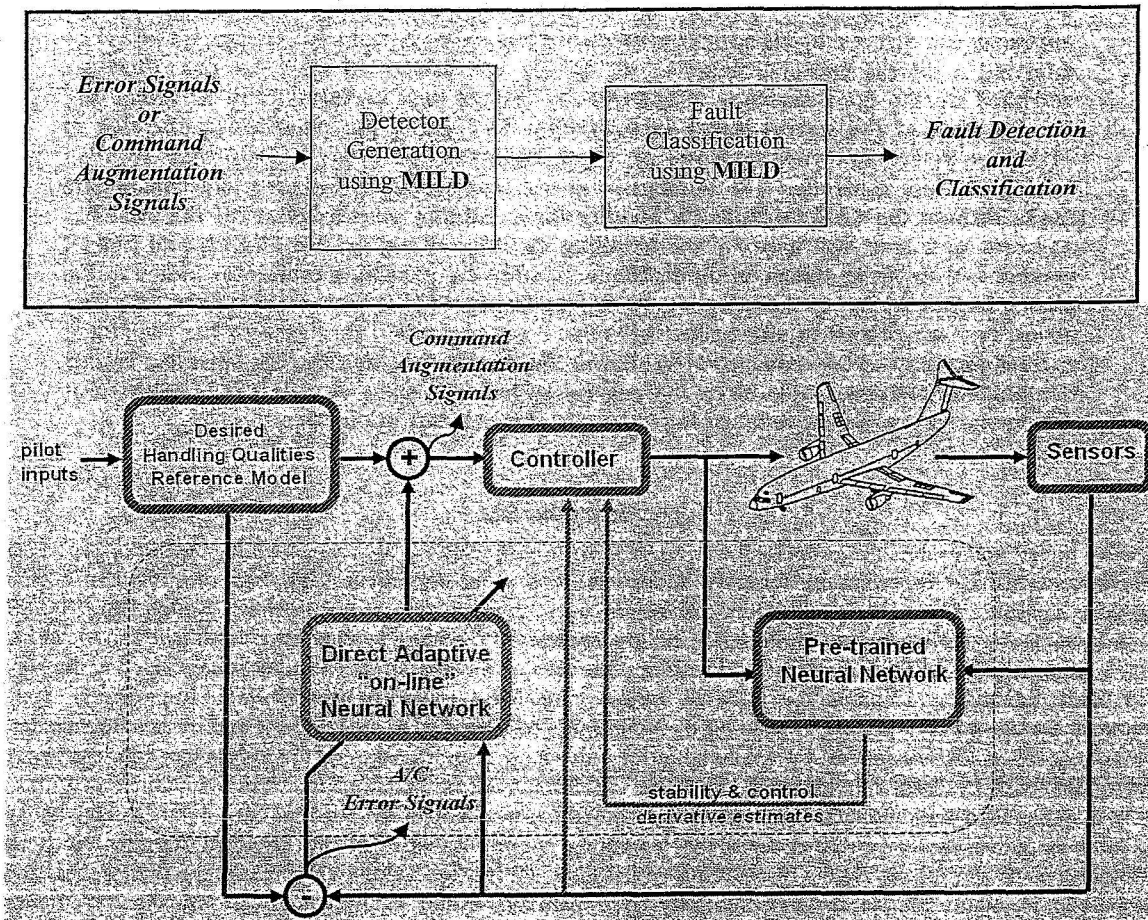 Error Signals
or
Command
Augmentation
Signals
Detector
Generation
using MILD
Fault
Classification
using MILD
Fault Detection
and
Classification
Command
Augmentation
Signals
pilot
inputs
Desired
Handling Qualities
Reference Model
+
Controller
Sensors
Direct Adaptive
"on-line"
Neural Network
Pre-trained
Neural Network
A/C
Error Signals
stability & control
derivative estimates
-